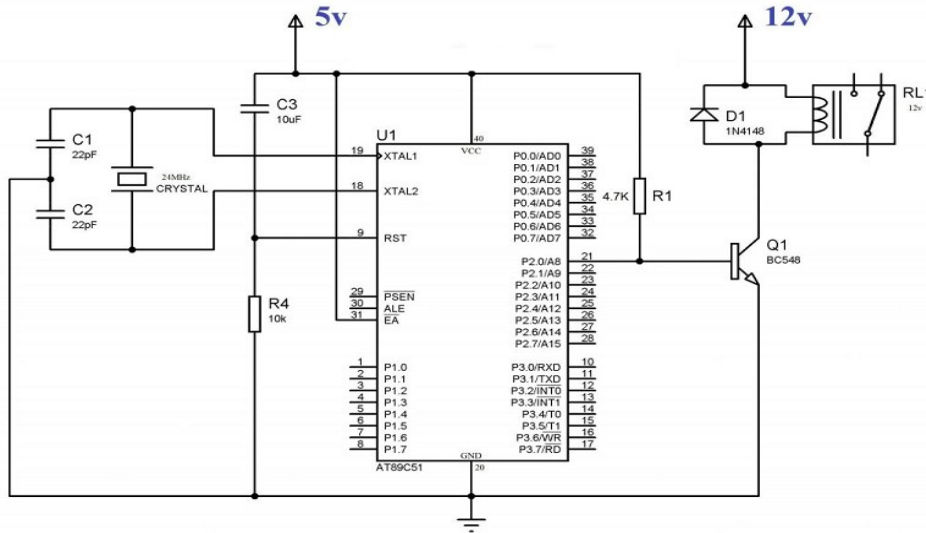 5v
12v
C3
10uF
U1
40
VCC
C1
22pF
24MHz
CRYSTAL
C2
22pF
19
XTAL1
18
XTAL2
9
RST
29
PSEN
30
ALE
31
EA
R4
10k
1
P1.0
2
P1.1
3
P1.2
4
P1.3
5
P1.4
6
P1.5
7
P1.6
8
P1.7
P0.0/AD0
39
P0.1/AD1
38
P0.2/AD2
37
P0.3/AD3
36
P0.4/AD4
35
P0.5/AD5
34
P0.6/AD6
33
P0.7/AD7
32
P2.0/A8
21
P2.1/A9
22
P2.2/A10
23
P2.3/A11
24
P2.4/A12
25
P2.5/A13
26
P2.6/A14
27
P2.7/A15
28
P3.0/RXD
10
P3.1/TXD
11
P3.2/INT0
12
P3.3/INT1
13
P3.4/T0
14
P3.5/T1
15
P3.6/WR
16
P3.7/RD
17
GND
20
AT89C51
4.7K
R1
D1
1N4148
12v
Q1
BC548